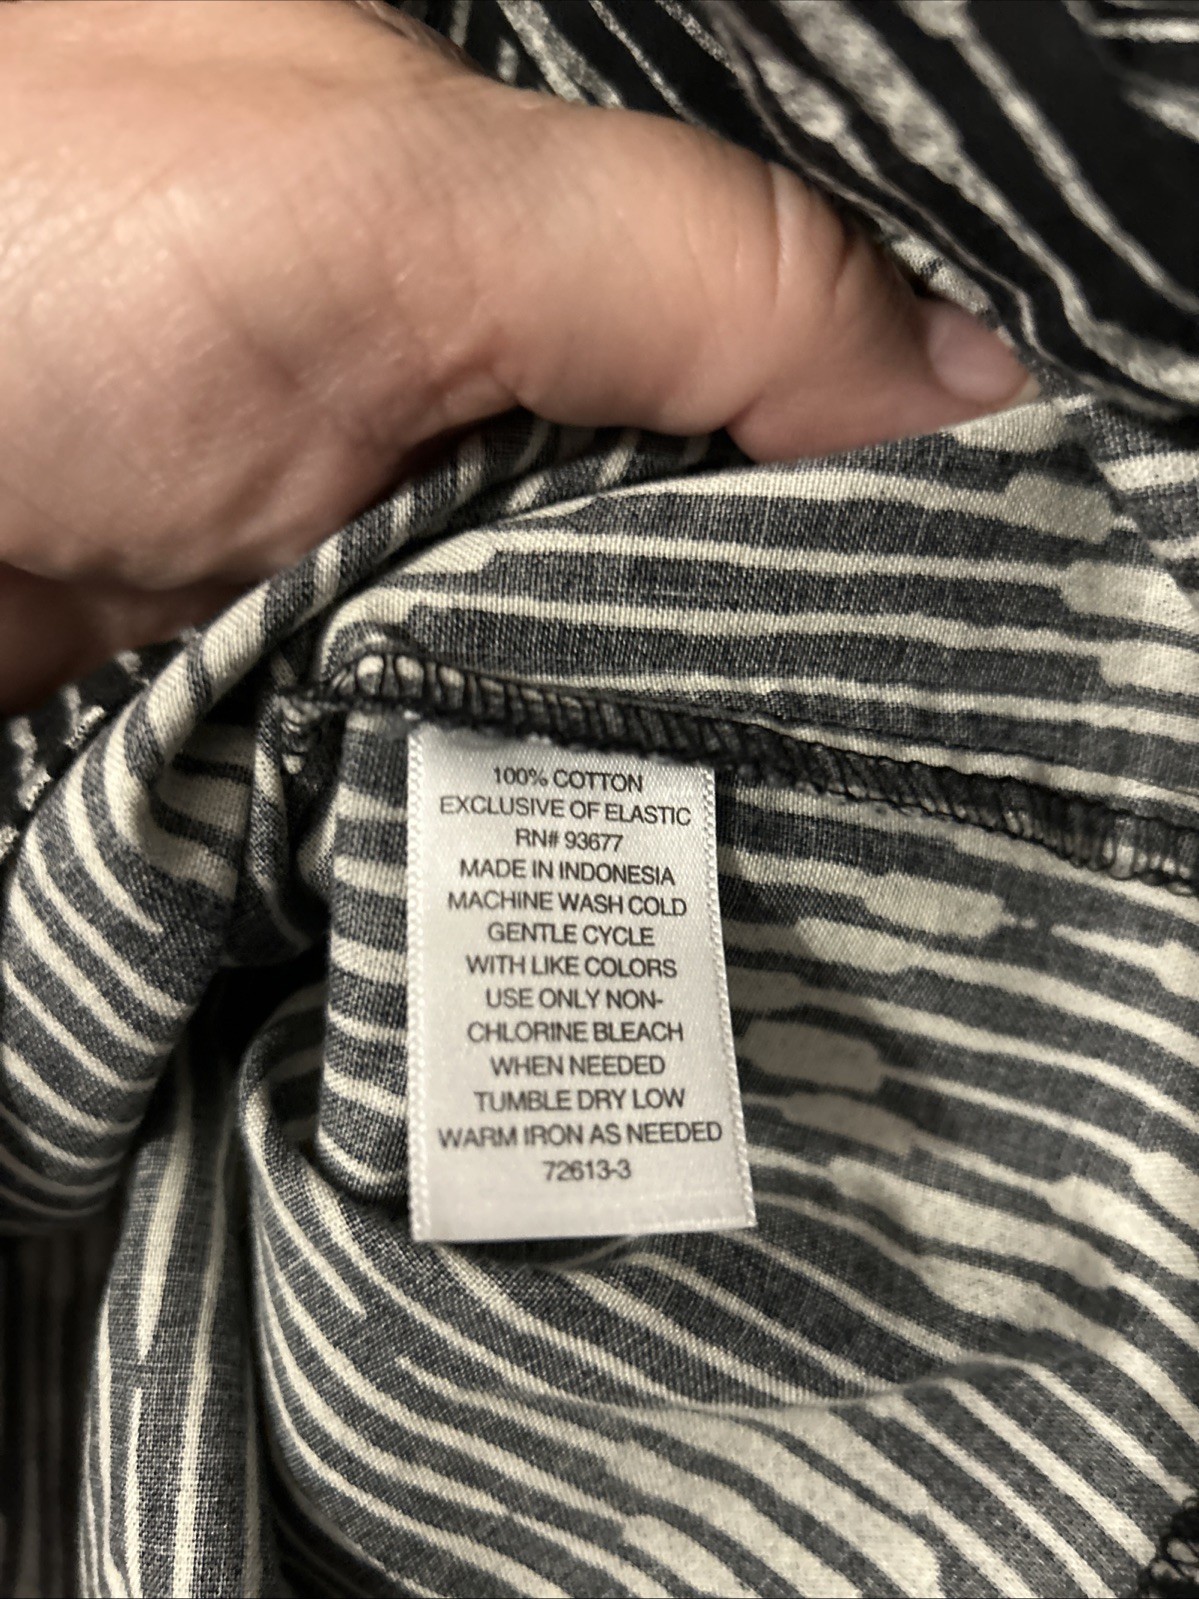 100% COTTON
EXCLUSIVE OF ELASTIC
RN# 93677
MADE IN INDONESIA
MACHINE WASH COLD
GENTLE CYCLE
WITH LIKE COLORS
USE ONLY NON-
CHLORINE BLEACH
WHEN NEEDED
TUMBLE DRY LOW
WARM IRON AS NEEDED
72613-3